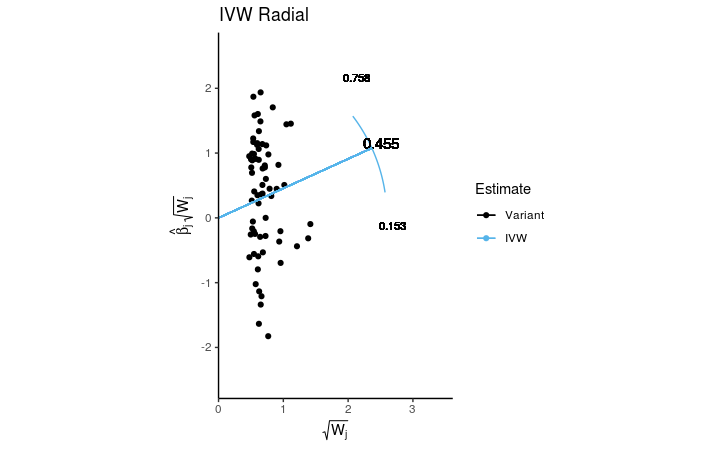 IVW Radial
0.758
2
0.455
1
Estimate
Variant
0
0.153
IVW
β̂j√Wj
-1
-2
0 1 2 3
√Wj